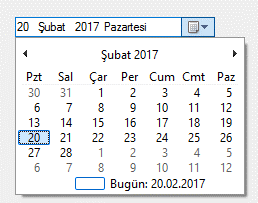 20 Şubat 2017 Pazartesi
Şubat 2017
Pzt Sal Çar Per Cum Cmt Paz
30 31 1 2 3 4 5
6 7 8 9 10 11 12
13 14 15 16 17 18 19
20 21 22 23 24 25 26
27 28 1 2 3 4 5
6 7 8 9 10 11 12
Bugün: 20.02.2017